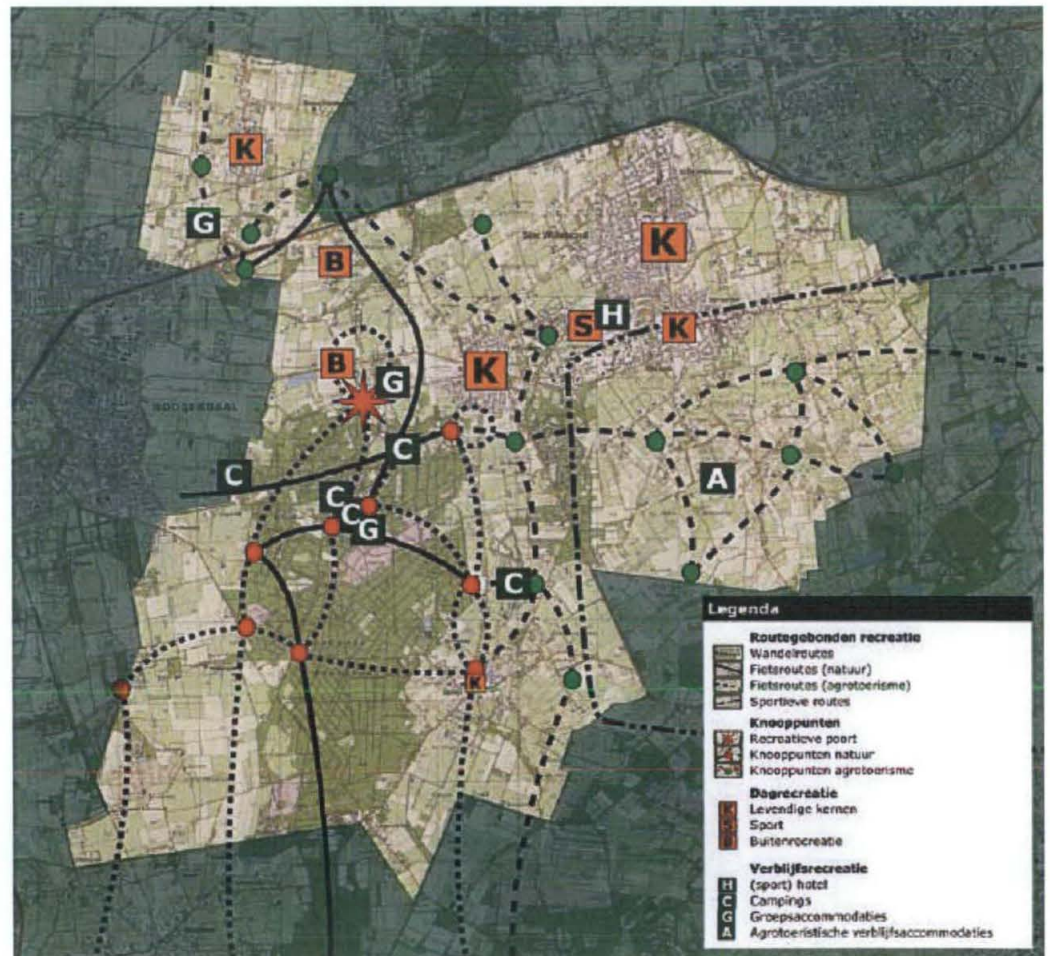 K
G
B
K
S
H
K
B
G
K
ROOSENDAAL
C
C
C
C
G
A
C
K
Legenda
Routegebonden recreatie
Wandelroutes
Fietsroutes (natuur)
Fietsroutes (agrotoerisme)
Sportieve routes
Knooppunten
Recreatieve poort
Knooppunten natuur
Knooppunten agrotoerisme
Dagrecreatie
K Levendige kernen
S Sport
B Buitenrecreatie
Verblijfsrecreatie
H (sport) hotel
C Campings
G Groepsaccommodaties
A Agrotoeristische verblijfsaccommodaties